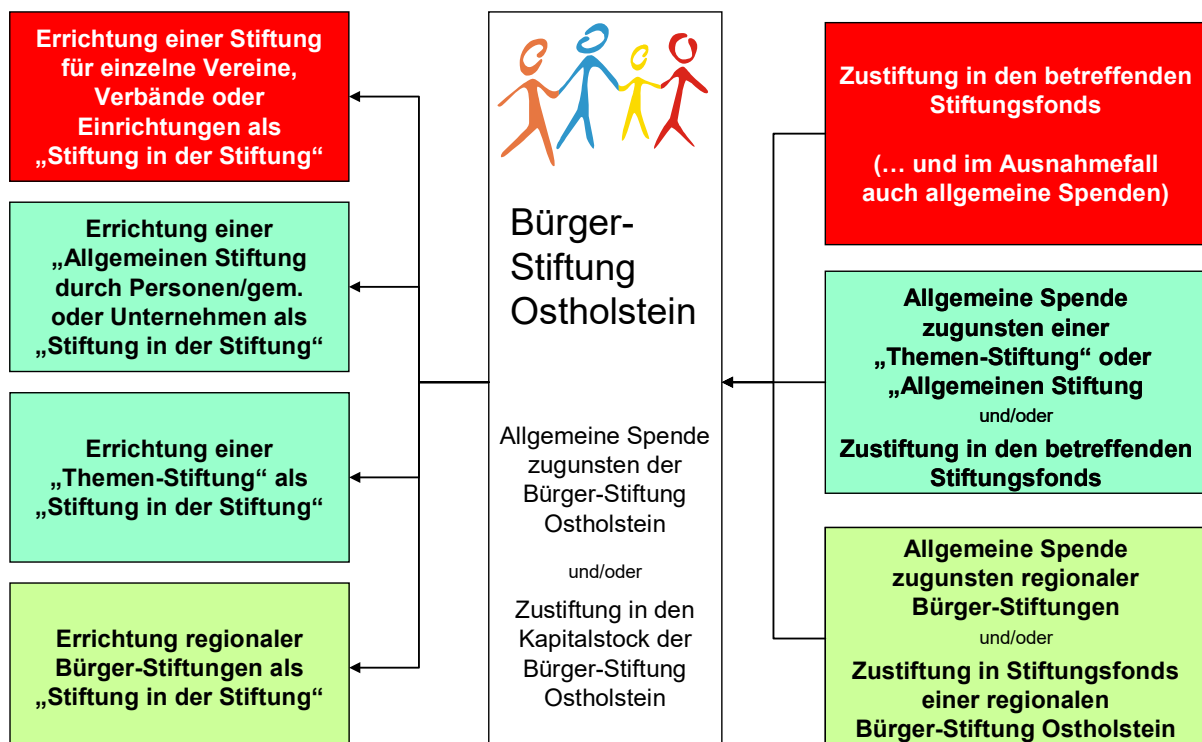 Errichtung einer Stiftung
für einzelne Vereine,
Verbände oder
Einrichtungen als
„Stiftung in der Stiftung“
Errichtung einer
„Allgemeinen Stiftung
durch Personen/gem.
oder Unternehmen als
„Stiftung in der Stiftung“
Errichtung einer
„Themen-Stiftung“ als
„Stiftung in der Stiftung“
Errichtung regionaler
Bürger-Stiftungen als
„Stiftung in der Stiftung“
Bürger-
Stiftung
Ostholstein
Allgemeine Spende
zugunsten der
Bürger-Stiftung
Ostholstein
und/oder
Zustiftung in den
Kapitalstock der
Bürger-Stiftung
Ostholstein
Zustiftung in den betreffenden
Stiftungsfonds
(… und im Ausnahmefall
auch allgemeine Spenden)
Allgemeine Spende
zugunsten einer
„Themen-Stiftung“ oder
„Allgemeinen Stiftung
und/oder
Zustiftung in den betreffenden
Stiftungsfonds
Allgemeine Spende
zugunsten regionaler
Bürger-Stiftungen
und/oder
Zustiftung in Stiftungsfonds
einer regionalen
Bürger-Stiftung Ostholstein